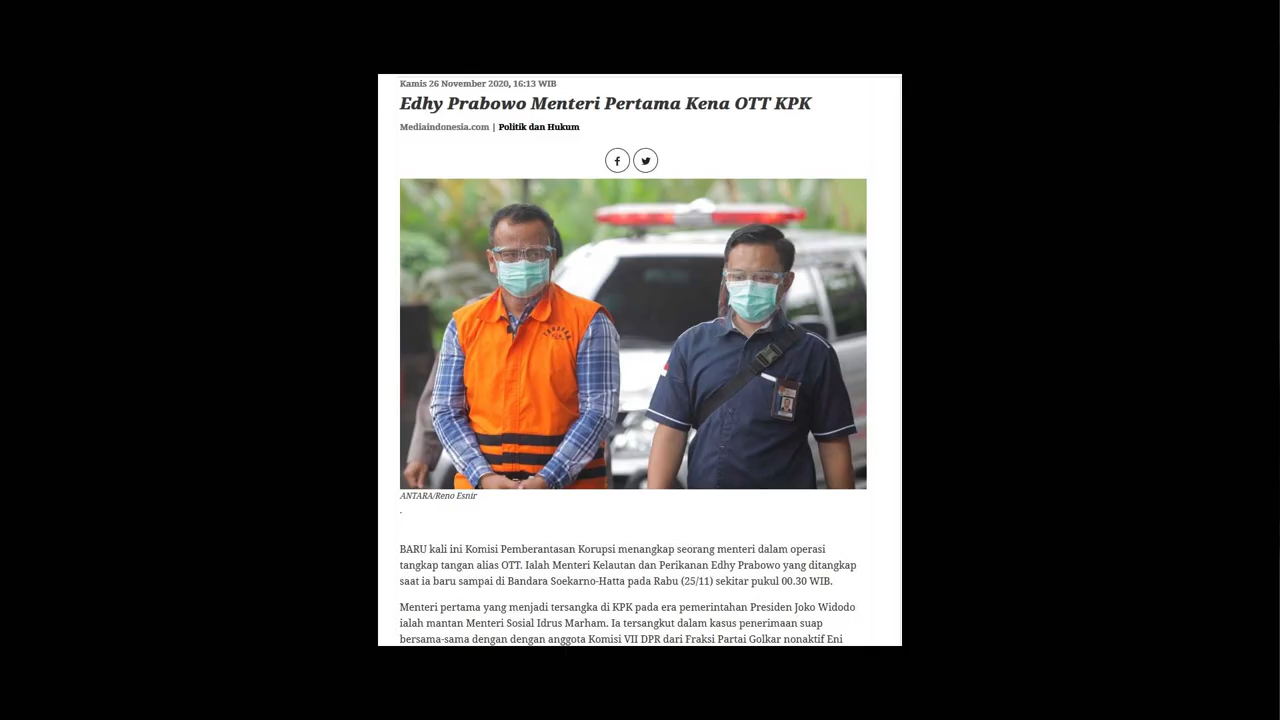 Kamis 26 November 2020, 16:13 WIB
Edhy Prabowo Menteri Pertama Kena OTT KPK
Mediaindonesia.com | Politik dan Hukum
TAHANAN
ANTARA/Reno Esnir
.
BARU kali ini Komisi Pemberantasan Korupsi menangkap seorang menteri dalam operasi
tangkap tangan alias OTT. Ialah Menteri Kelautan dan Perikanan Edhy Prabowo yang ditangkap
saat ia baru sampai di Bandara Soekarno-Hatta pada Rabu (25/11) sekitar pukul 00.30 WIB.
Menteri pertama yang menjadi tersangka di KPK pada era pemerintahan Presiden Joko Widodo
ialah mantan Menteri Sosial Idrus Marham. Ia tersangkut dalam kasus penerimaan suap
bersama-sama dengan dengan anggota Komisi VII DPR dari Fraksi Partai Golkar nonaktif Eni